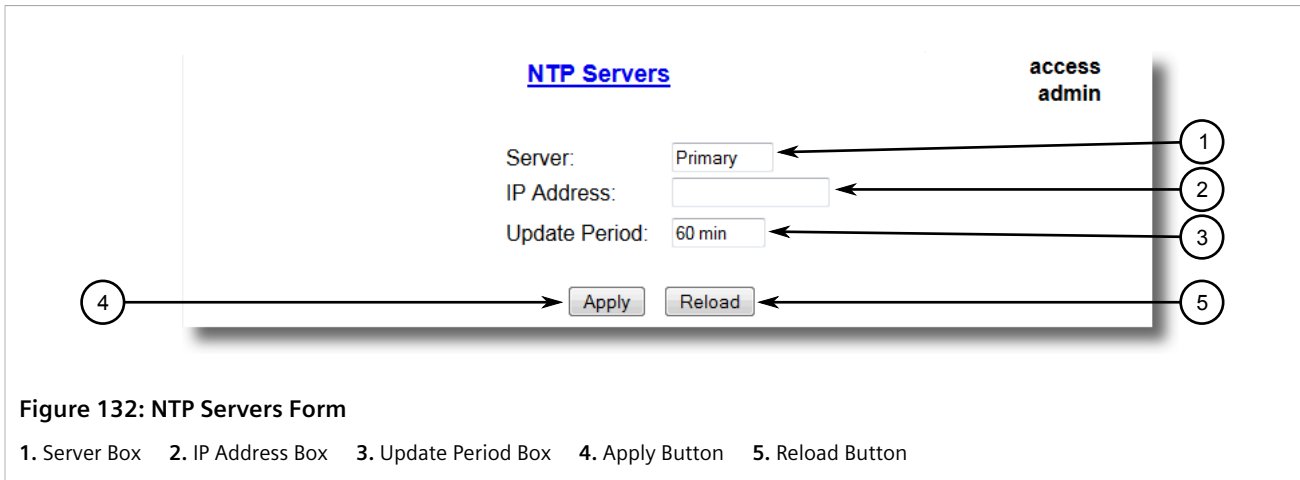 NTP Servers
access
admin
Server: Primary 1
IP Address: 2
Update Period: 60 min 3
4 Apply Reload 5
Figure 132: NTP Servers Form
1. Server Box 2. IP Address Box 3. Update Period Box 4. Apply Button 5. Reload Button